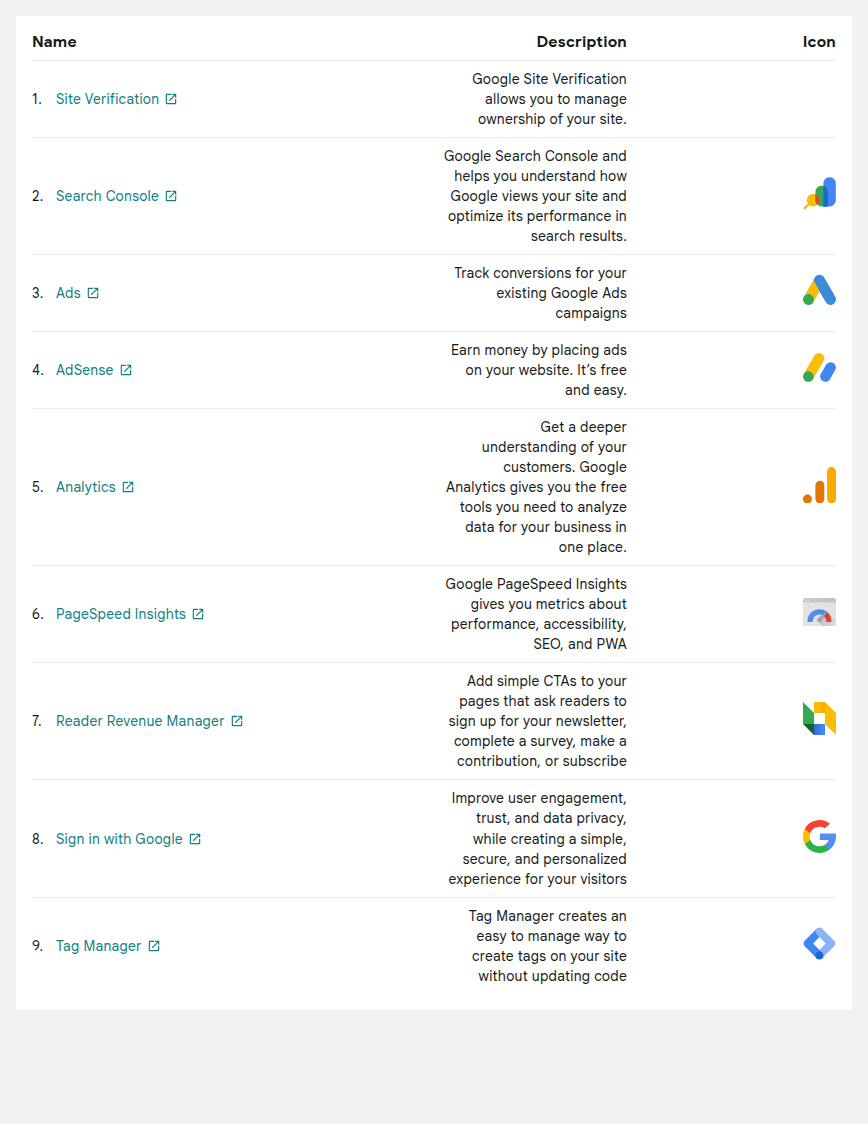 Name Description Icon
1. Site Verification
Google Site Verification
allows you to manage
ownership of your site.
2. Search Console
Google Search Console and
helps you understand how
Google views your site and
optimize its performance in
search results.
3. Ads
Track conversions for your
existing Google Ads
campaigns
4. AdSense
Earn money by placing ads
on your website. It’s free
and easy.
5. Analytics
Get a deeper
understanding of your
customers. Google
Analytics gives you the free
tools you need to analyze
data for your business in
one place.
6. PageSpeed Insights
Google PageSpeed Insights
gives you metrics about
performance, accessibility,
SEO, and PWA
7. Reader Revenue Manager
Add simple CTAs to your
pages that ask readers to
sign up for your newsletter,
complete a survey, make a
contribution, or subscribe
8. Sign in with Google
Improve user engagement,
trust, and data privacy,
while creating a simple,
secure, and personalized
experience for your visitors
9. Tag Manager
Tag Manager creates an
easy to manage way to
create tags on your site
without updating code